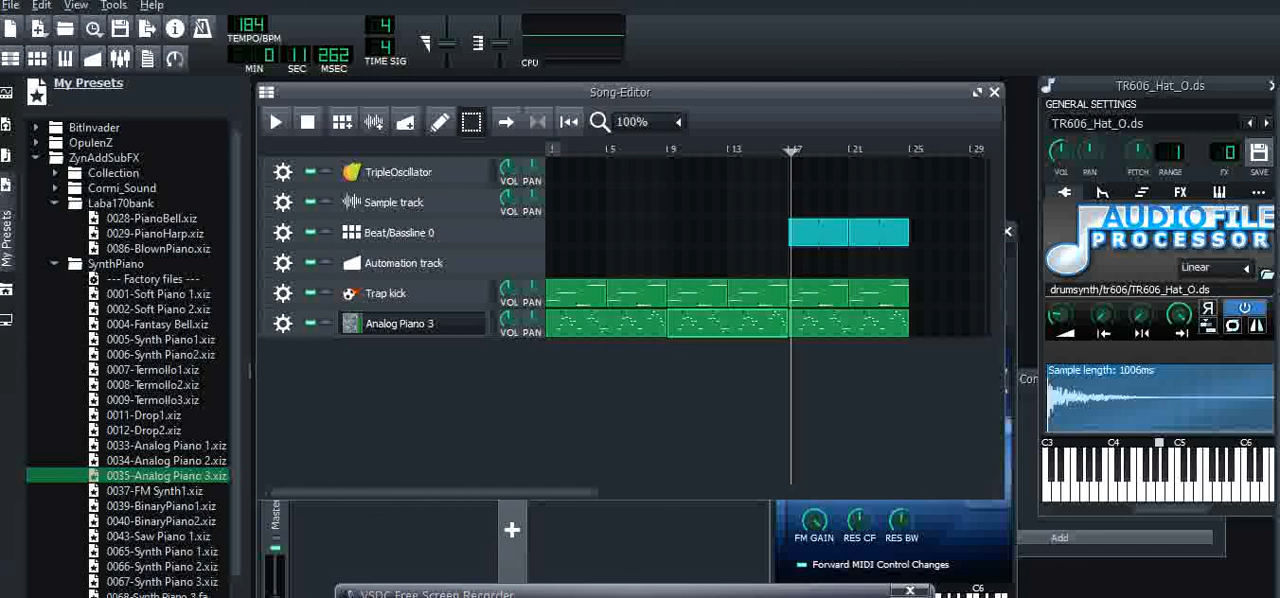 File Edit View Tools Help
184
TEMPO/BPM
0 11 262
MIN SEC MSEC
4
4
TIME SIG
CPU
My Presets
My Presets
BitInvader
OpulenZ
ZynAddSubFX
Collection
Cormi_Sound
Laba170bank
0028-PianoBell.xiz
0029-PianoHarp.xiz
0086-BlownPiano.xiz
SynthPiano
--- Factory files ---
0001-Soft Piano 1.xiz
0002-Soft Piano 2.xiz
0004-Fantasy Bell.xiz
0005-Synth Piano1.xiz
0006-Synth Piano2.xiz
0007-Termollo1.xiz
0008-Termollo2.xiz
0009-Termollo3.xiz
0011-Drop1.xiz
0012-Drop2.xiz
0033-Analog Piano 1.xiz
0034-Analog Piano 2.xiz
0035-Analog Piano 3.xiz
0037-FM Synth1.xiz
0039-BinaryPiano1.xiz
0040-BinaryPiano2.xiz
0043-Saw Piano 1.xiz
0065-Synth Piano 1.xiz
0066-Synth Piano 2.xiz
0067-Synth Piano 3.xiz
Song-Editor
100%
5 9 13 17 21 25 29
TripleOscillator
VOL PAN
Sample track
VOL PAN
Beat/Bassline 0
Automation track
Trap kick
VOL PAN
Analog Piano 3
VOL PAN
Master
FM GAIN RES CF RES BW
Forward MIDI Control Changes
VSDC Free Screen Recorder
C6
TR606_Hat_O.ds
GENERAL SETTINGS
TR606_Hat_O.ds
1 0
VOL PAN PITCH RANGE FX SAVE
FX
AUDIO FILE
PROCESSOR
Linear
drumsynth/tr606/TR606_Hat_O.ds
Sample length: 1006ms
C3 C4 C5 C6
Add